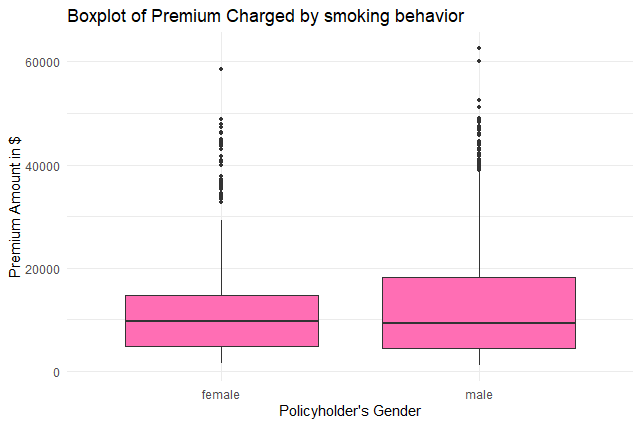 Boxplot of Premium Charged by smoking behavior
Premium Amount in $
60000
40000
20000
0
female male
Policyholder's Gender